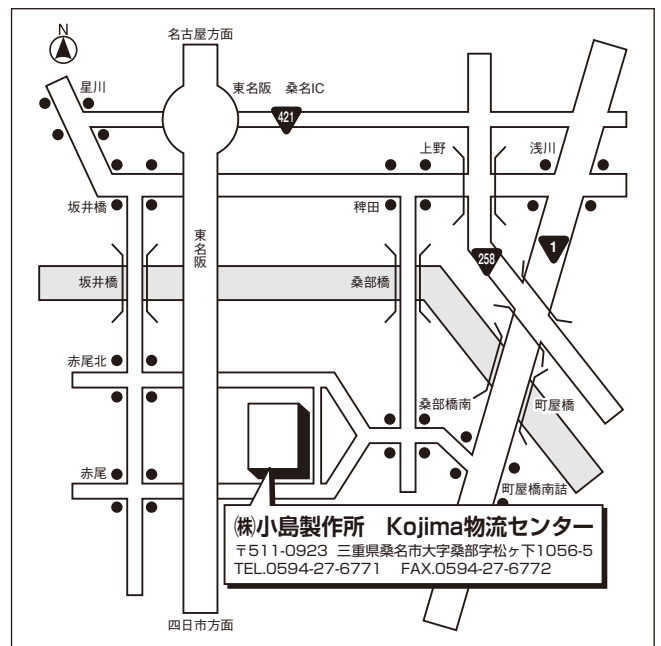 N
名古屋方面
星川
東名阪 桑名IC
421
上野
浅川
坂井橋
稗田
東名阪
258
1
坂井橋
桑部橋
赤尾北
桑部橋南
町屋橋
赤尾
町屋橋南詰
㈱小島製作所 Kojima物流センター
〒511-0923 三重県桑名市大字桑部字松ヶ下1056-5
TEL.0594-27-6771 FAX.0594-27-6772
四日市方面